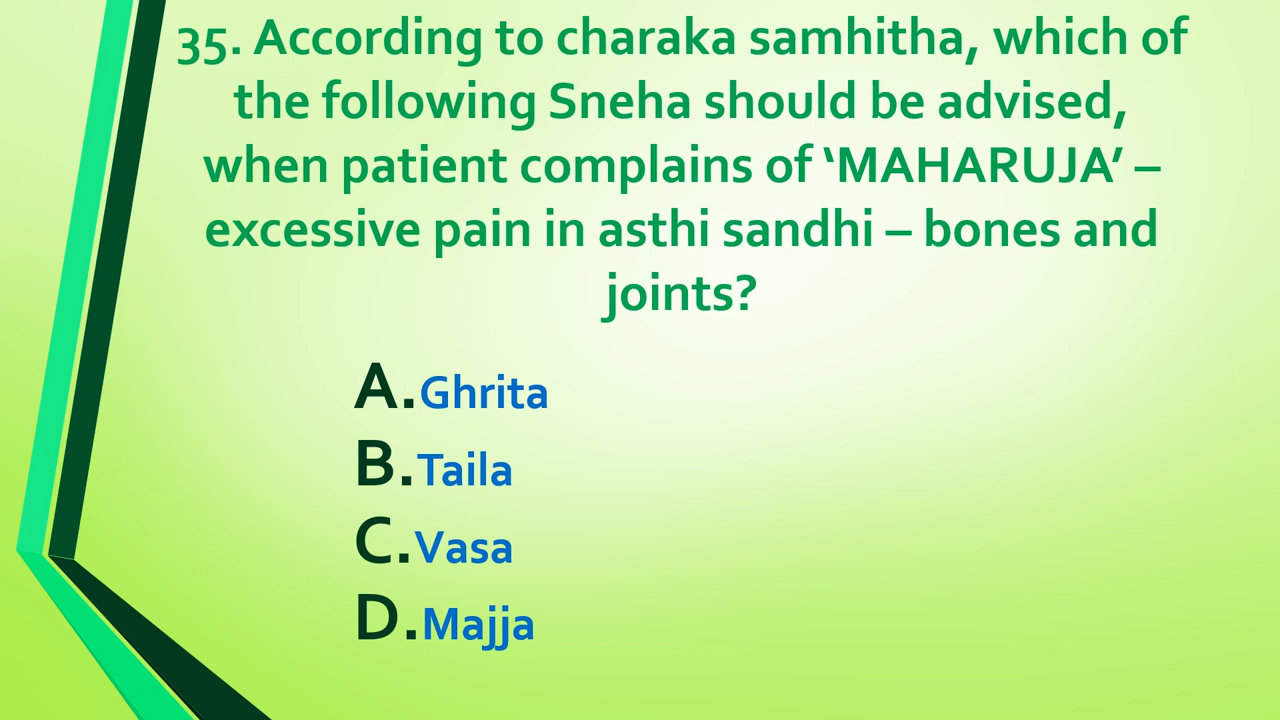 35. According to charaka samhitha, which of
the following Sneha should be advised,
when patient complains of ‘MAHARUJA’ –
excessive pain in asthi sandhi – bones and
joints?
A.Ghrita
B.Taila
C.Vasa
D.Majja